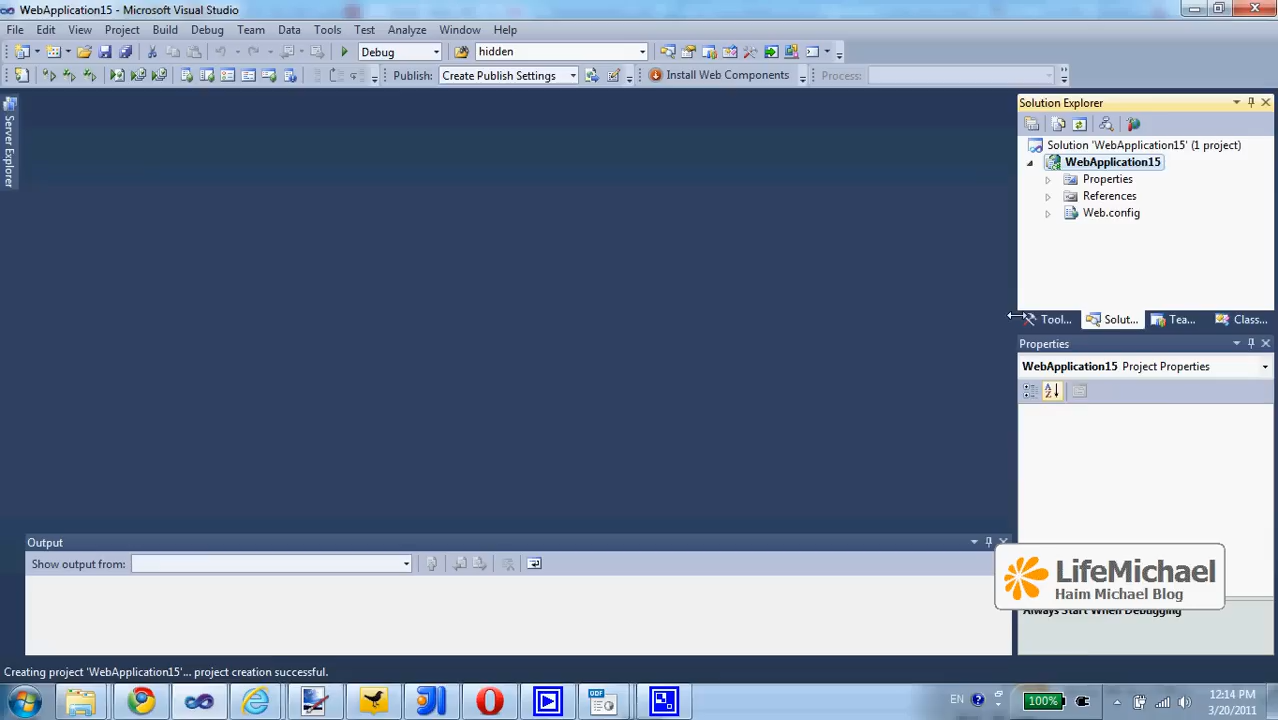 WebApplication15 - Microsoft Visual Studio
File Edit View Project Build Debug Team Data Tools Test Analyze Window Help
Debug hidden
Publish: Create Publish Settings Install Web Components Process:
Server Explorer
Solution Explorer
Solution 'WebApplication15' (1 project)
WebApplication15
Properties
References
Web.config
Tool... Solut... Tea... Class...
Properties
WebApplication15 Project Properties
A
Z
Output
Show output from:
LifeMichael
Haim Michael Blog
Always Start When Debugging
Creating project 'WebApplication15'... project creation successful.
ODF
EN 100% 12:14 PM
3/20/2011